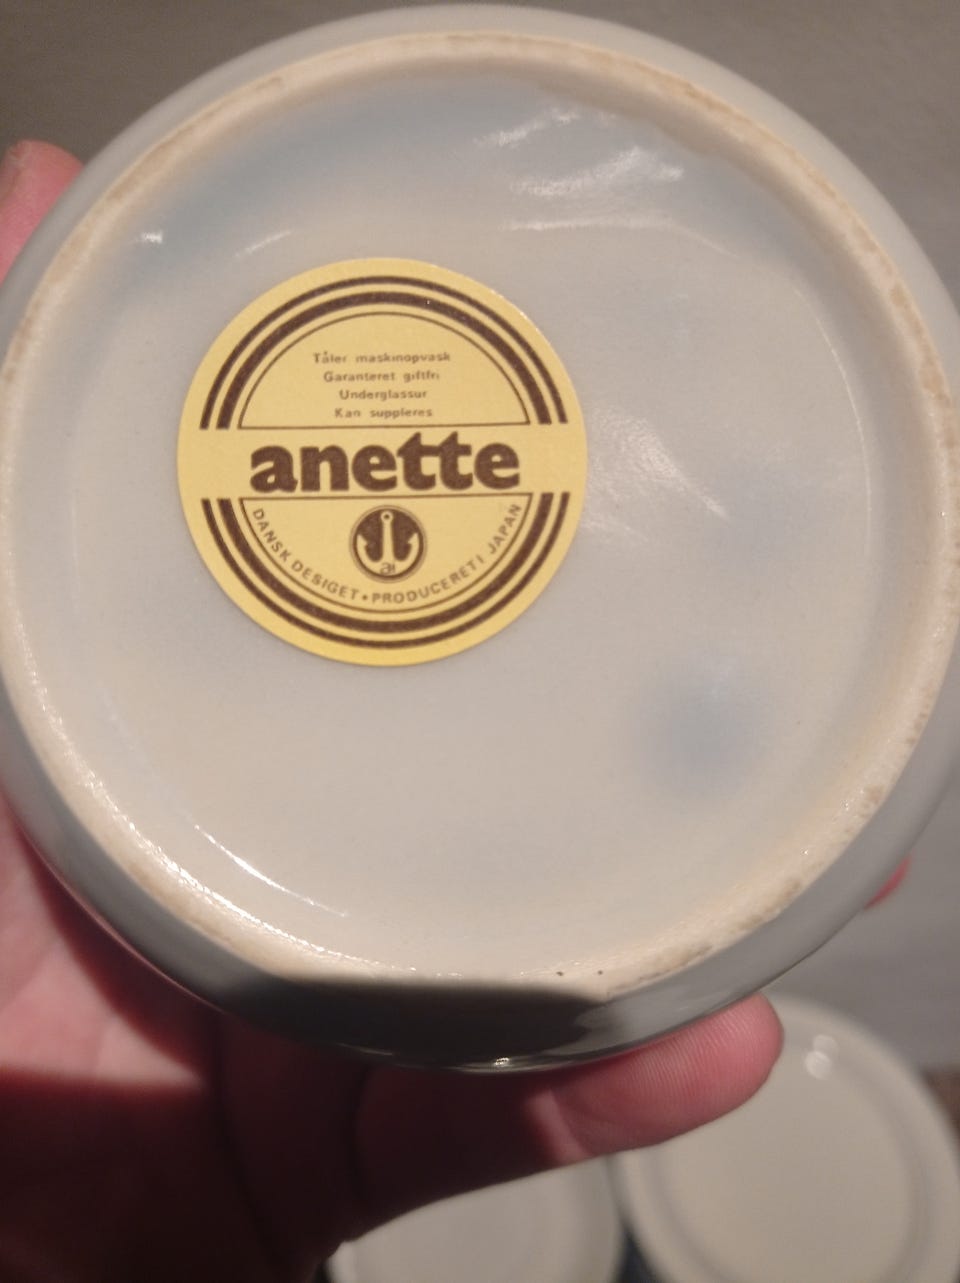 Tåler maskinopvask
Garanteret giftfri
Underglassur
Kan suppleres
anette
DANSK DESIGET • PRODUCERET I JAPAN